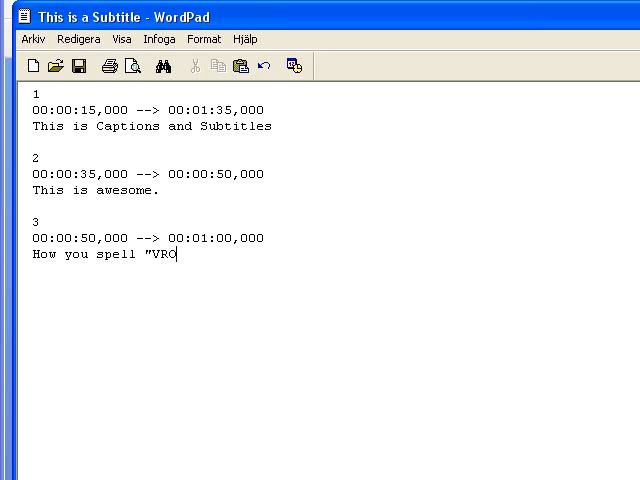 This is a Subtitle - WordPad
Arkiv Redigera Visa Infoga Format Hjälp
1
00:00:15,000 --> 00:01:35,000
This is Captions and Subtitles
2
00:00:35,000 --> 00:00:50,000
This is awesome.
3
00:00:50,000 --> 00:01:00,000
How you spell "VRO